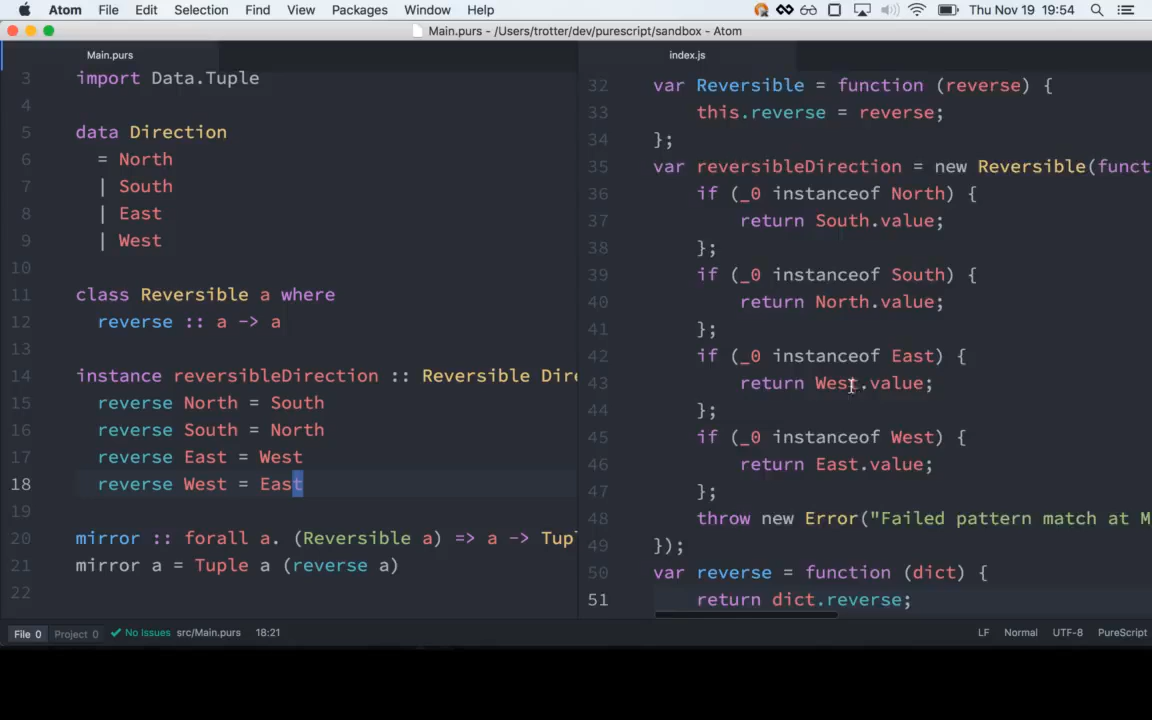 Atom File Edit Selection Find View Packages Window Help Thu Nov 19 19:54
Main.purs - /Users/trotter/dev/purescript/sandbox - Atom
Main.purs
3 import Data.Tuple
4
5 data Direction
6 = North
7 | South
8 | East
9 | West
10
11 class Reversible a where
12 reverse :: a -> a
13
14 instance reversibleDirection :: Reversible Dire
15 reverse North = South
16 reverse South = North
17 reverse East = West
18 reverse West = East
19
20 mirror :: forall a. (Reversible a) => a -> Tupl
21 mirror a = Tuple a (reverse a)
22
index.js
32 var Reversible = function (reverse) {
33 this.reverse = reverse;
34 };
35 var reversibleDirection = new Reversible(funct
36 if (_0 instanceof North) {
37 return South.value;
38 };
39 if (_0 instanceof South) {
40 return North.value;
41 };
42 if (_0 instanceof East) {
43 return West.value;
44 };
45 if (_0 instanceof West) {
46 return East.value;
47 };
48 throw new Error("Failed pattern match at M
49 });
50 var reverse = function (dict) {
51 return dict.reverse;
File 0 Project 0 No Issues src/Main.purs 18:21 LF Normal UTF-8 PureScript